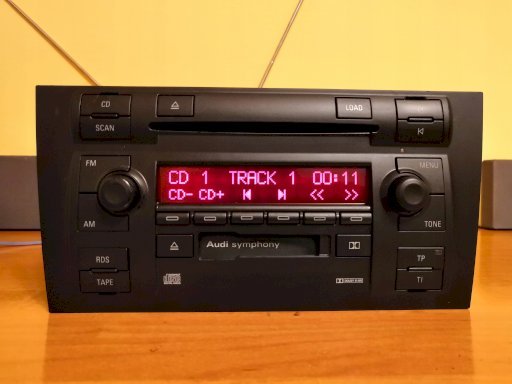 CD
LOAD
SCAN
FM
MENU
CD 1 TRACK 1 00:11
CD- CD+ << >>
AM
TONE
Audi symphony
RDS
TP
TAPE
TI